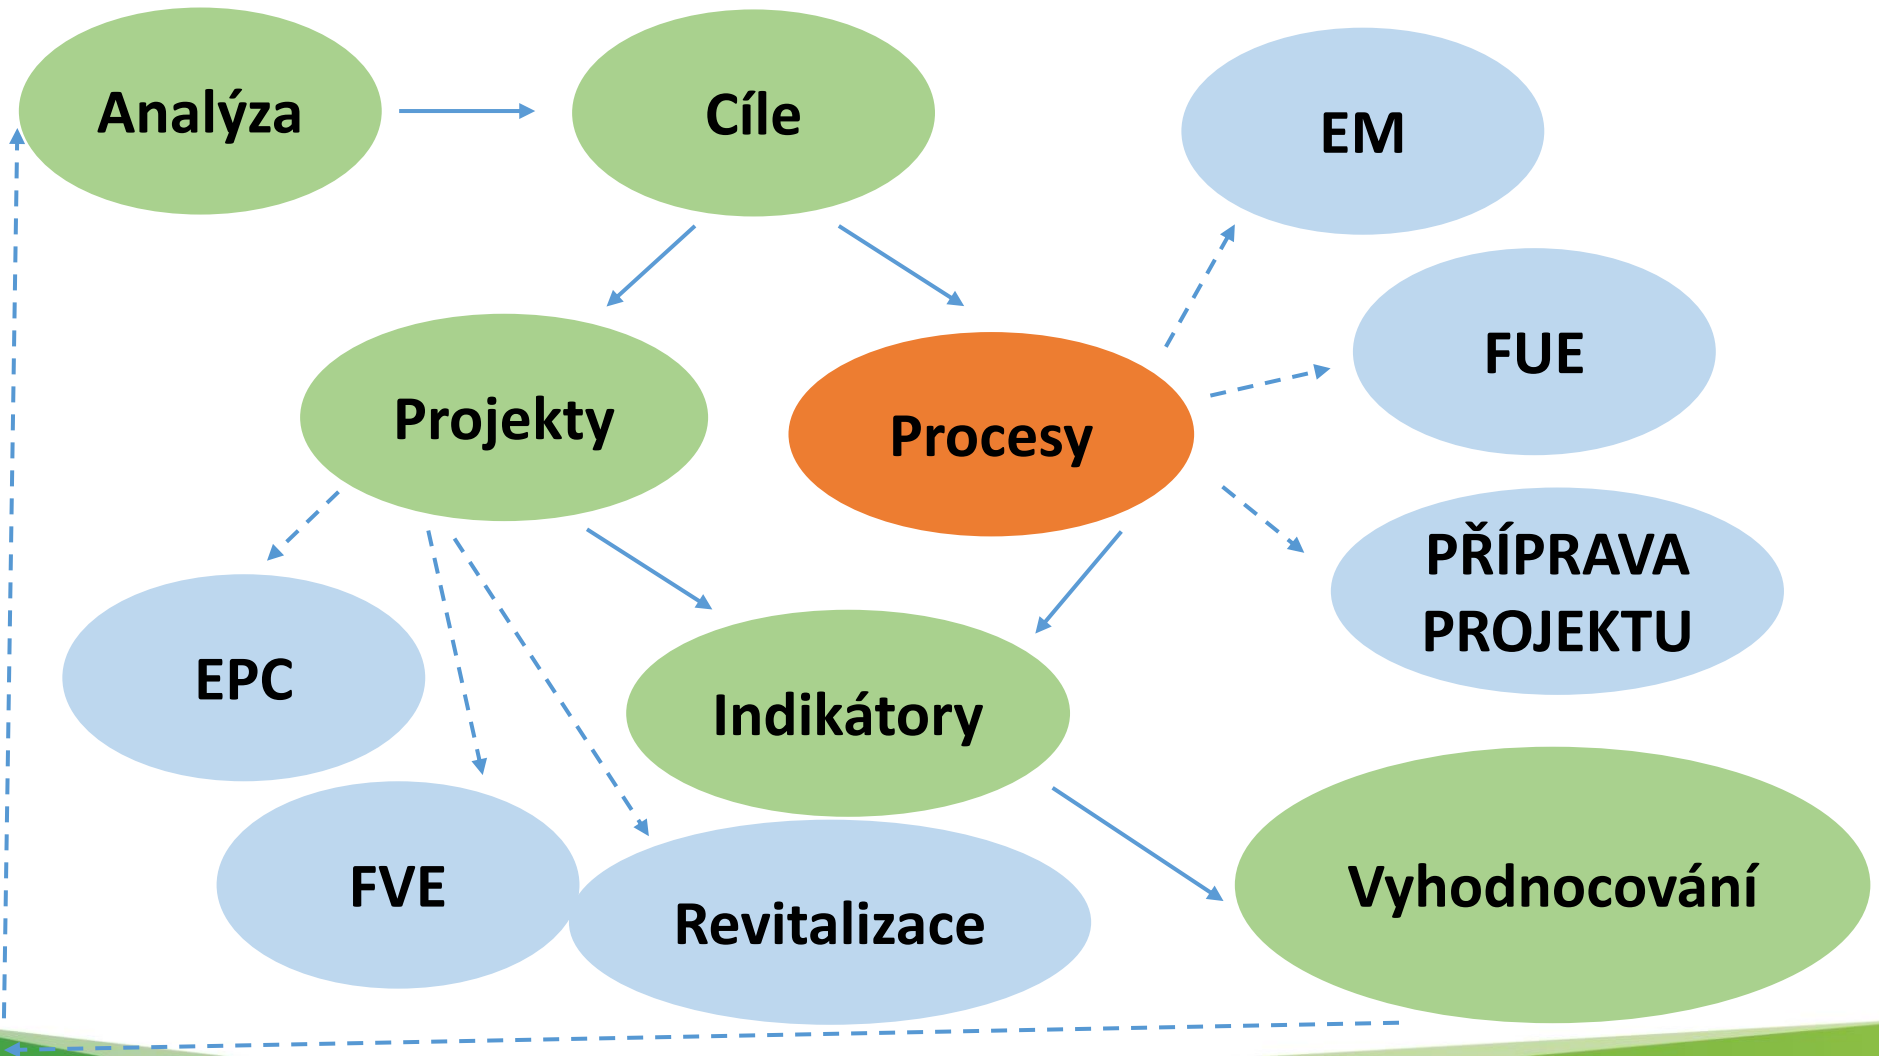 Analýza
Cíle
EM
FUE
Projekty
Procesy
PŘÍPRAVA
PROJEKTU
EPC
Indikátory
FVE
Revitalizace
Vyhodnocování